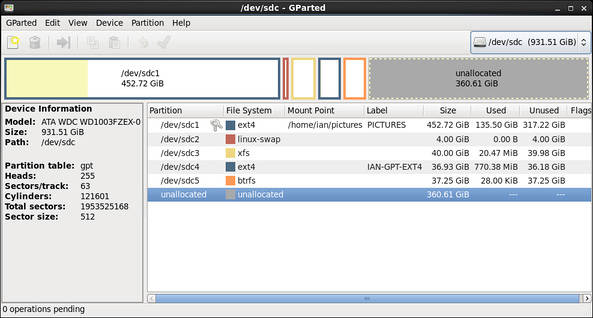 /dev/sdc - GParted
GParted Edit View Device Partition Help
/dev/sdc (931.51 GiB)
/dev/sdc1
452.72 GiB
unallocated
360.61 GiB
Device Information
Model: ATA WDC WD1003FZEX-0
Size: 931.51 GiB
Path: /dev/sdc
Partition table: gpt
Heads: 255
Sectors/track: 63
Cylinders: 121601
Total sectors: 1953525168
Sector size: 512
Partition File System Mount Point Label Size Used Unused Flags
/dev/sdc1 ext4 /home/ian/pictures PICTURES 452.72 GiB 135.50 GiB 317.22 GiB
/dev/sdc2 linux-swap 4.00 GiB 0.00 B 4.00 GiB
/dev/sdc3 xfs 40.00 GiB 20.47 MiB 39.98 GiB
/dev/sdc4 ext4 IAN-GPT-EXT4 36.93 GiB 770.38 MiB 36.18 GiB
/dev/sdc5 btrfs 37.25 GiB 28.00 KiB 37.25 GiB
unallocated unallocated 360.61 GiB --- ---
0 operations pending